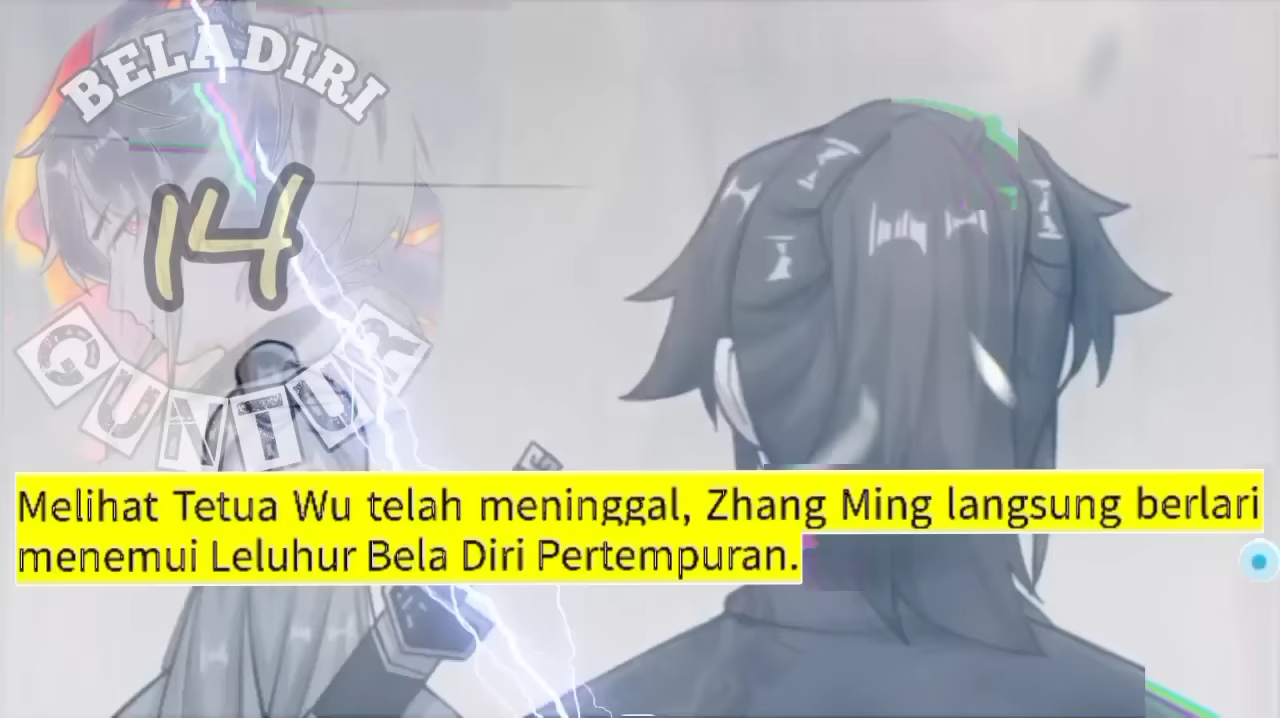 BELADIRI
14
GUNTUR
Melihat Tetua Wu telah meninggal, Zhang Ming langsung berlari
menemui Leluhur Bela Diri Pertempuran.